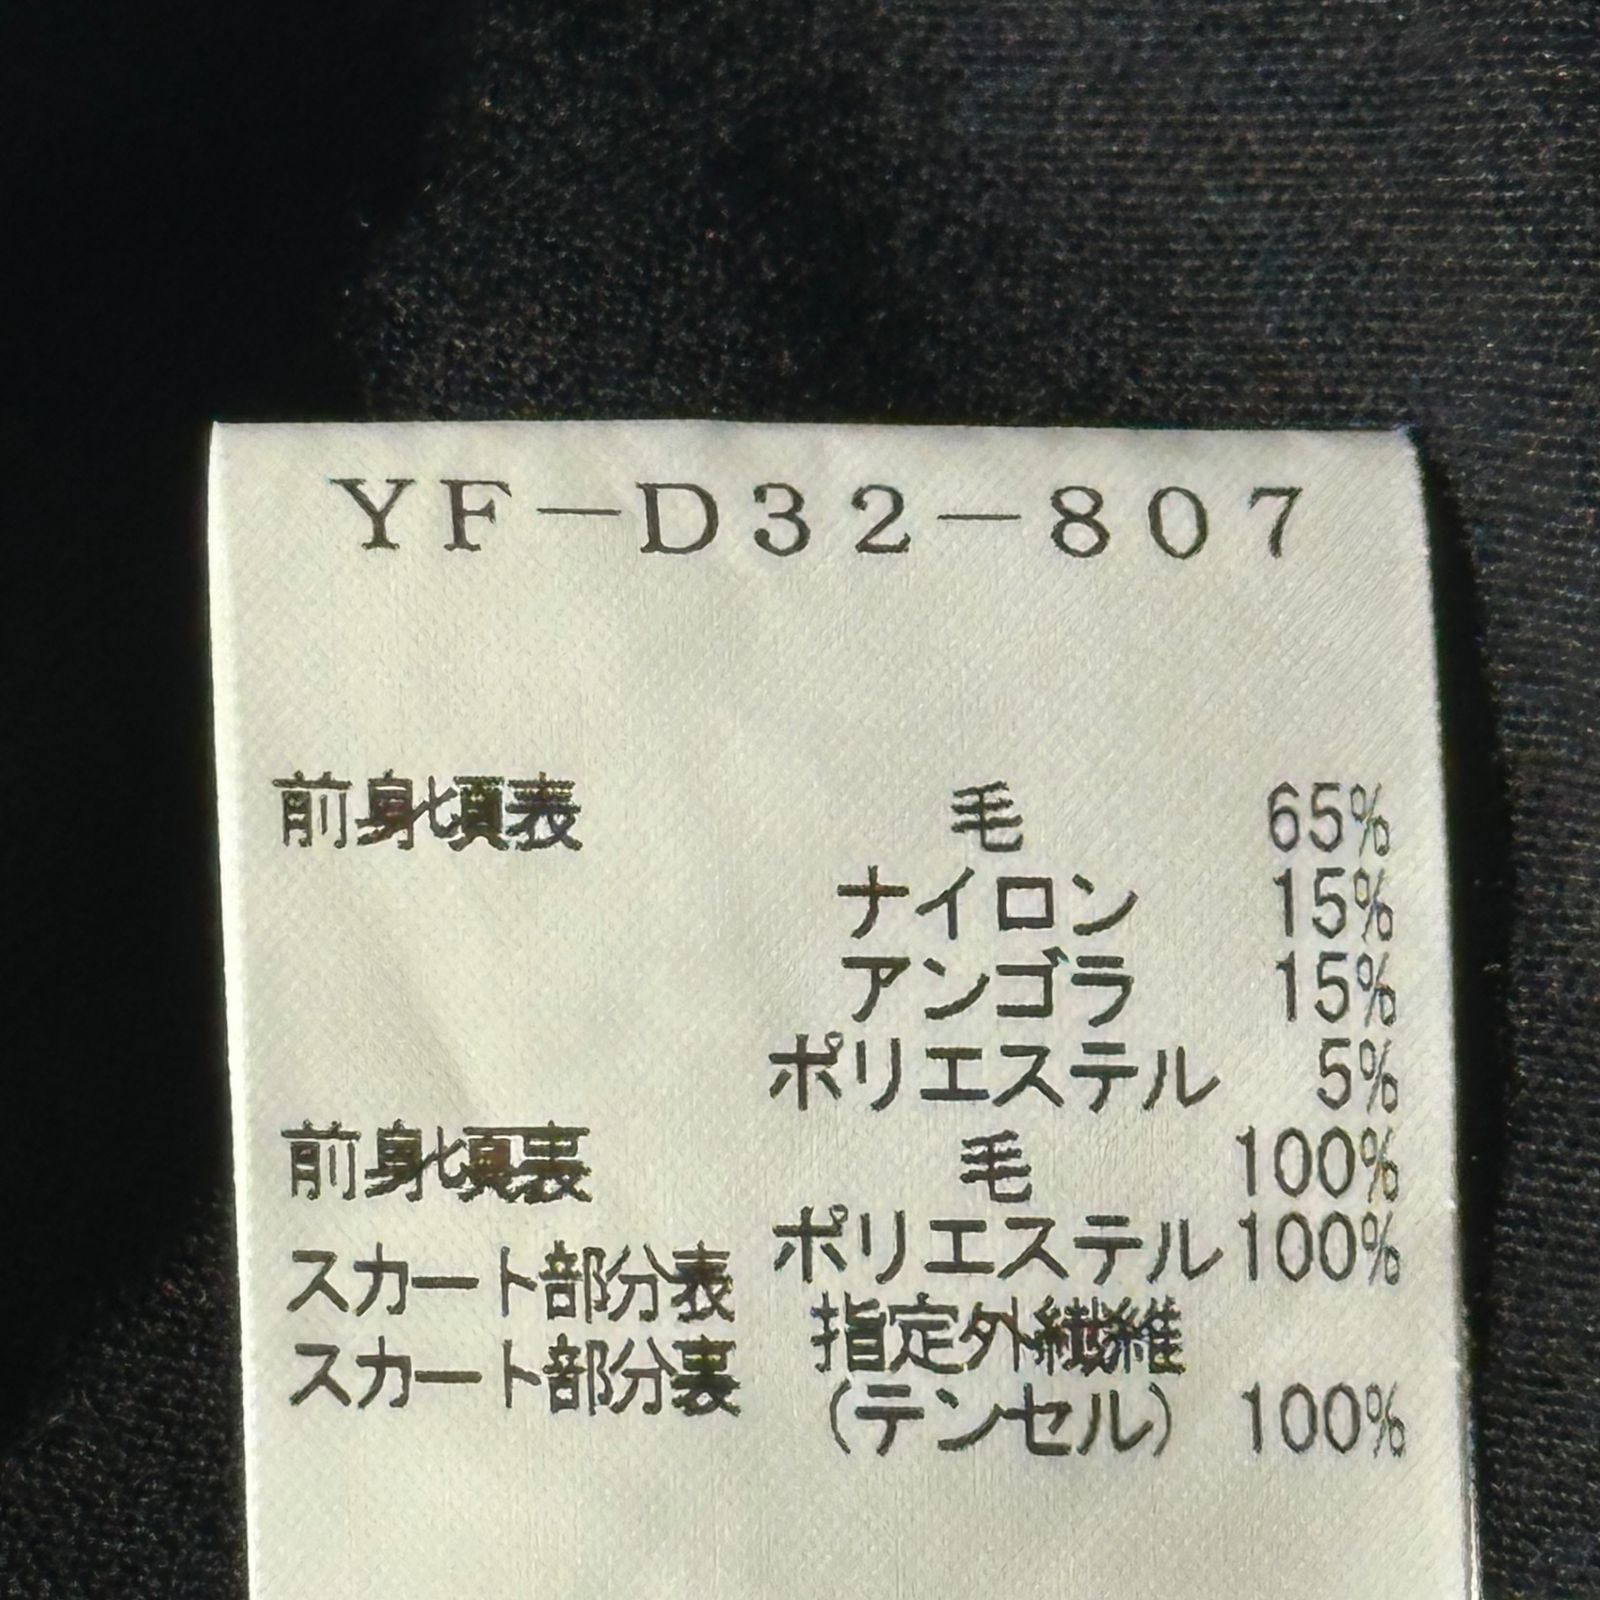 YF－D32－807
前身頃表 毛 65%
ナイロン 15%
アンゴラ 15%
ポリエステル 5%
前身頃裏 毛 100%
スカート部分表 ポリエステル 100%
スカート部分裏 指定外繊維
(テンセル) 100%